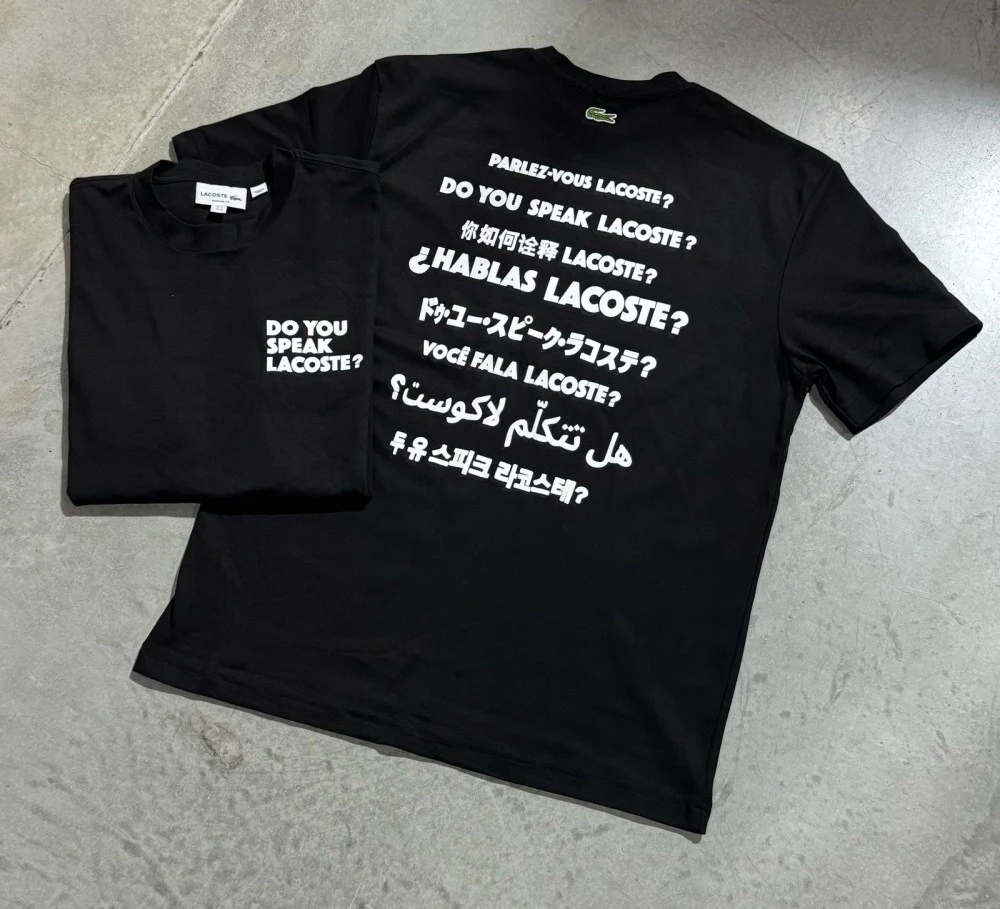 LACOSTE
DO YOU
SPEAK
LACOSTE?
PARLEZ-VOUS LACOSTE?
DO YOU SPEAK LACOSTE?
你如何诠释 LACOSTE?
¿HABLAS LACOSTE?
ドゥ・ユー・スピーク・ラコステ?
VOCÊ FALA LACOSTE?
هل تتكلّم لاكوست؟
두 유 스피크 라코스테?